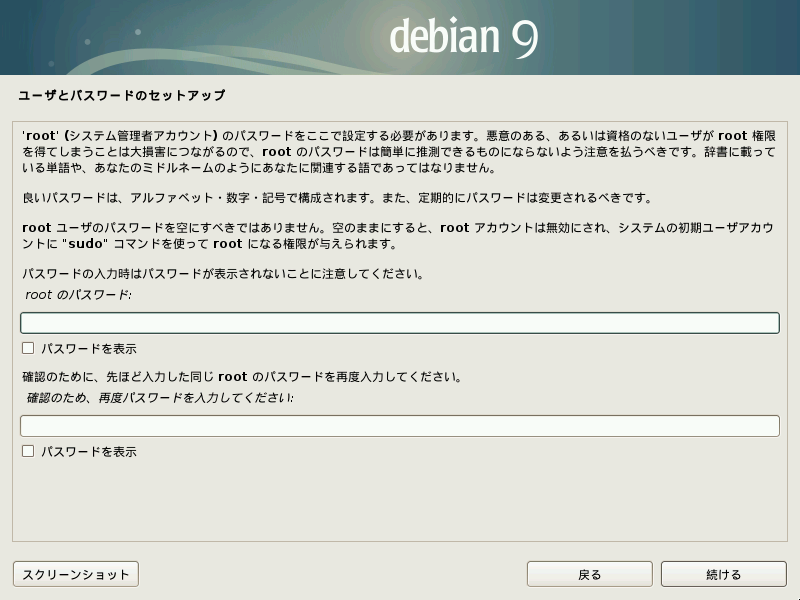 debian 9
ユーザとパスワードのセットアップ
'root' (システム管理者アカウント) のパスワードをここで設定する必要があります。悪意のある、あるいは資格のないユーザが root 権限
を得てしまうことは大損害につながるので、root のパスワードは簡単に推測できるものにならないよう注意を払うべきです。辞書に載って
いる単語や、あなたのミドルネームのようにあなたに関連する語であってはなりません。
良いパスワードは、アルファベット・数字・記号で構成されます。また、定期的にパスワードは変更されるべきです。
root ユーザのパスワードを空にすべきではありません。空のままにすると、root アカウントは無効にされ、システムの初期ユーザアカウ
ントに "sudo" コマンドを使って root になる権限が与えられます。
パスワードの入力時はパスワードが表示されないことに注意してください。
root のパスワード:
パスワードを表示
確認のために、先ほど入力した同じ root のパスワードを再度入力してください。
確認のため、再度パスワードを入力してください:
パスワードを表示
スクリーンショット
戻る
続ける